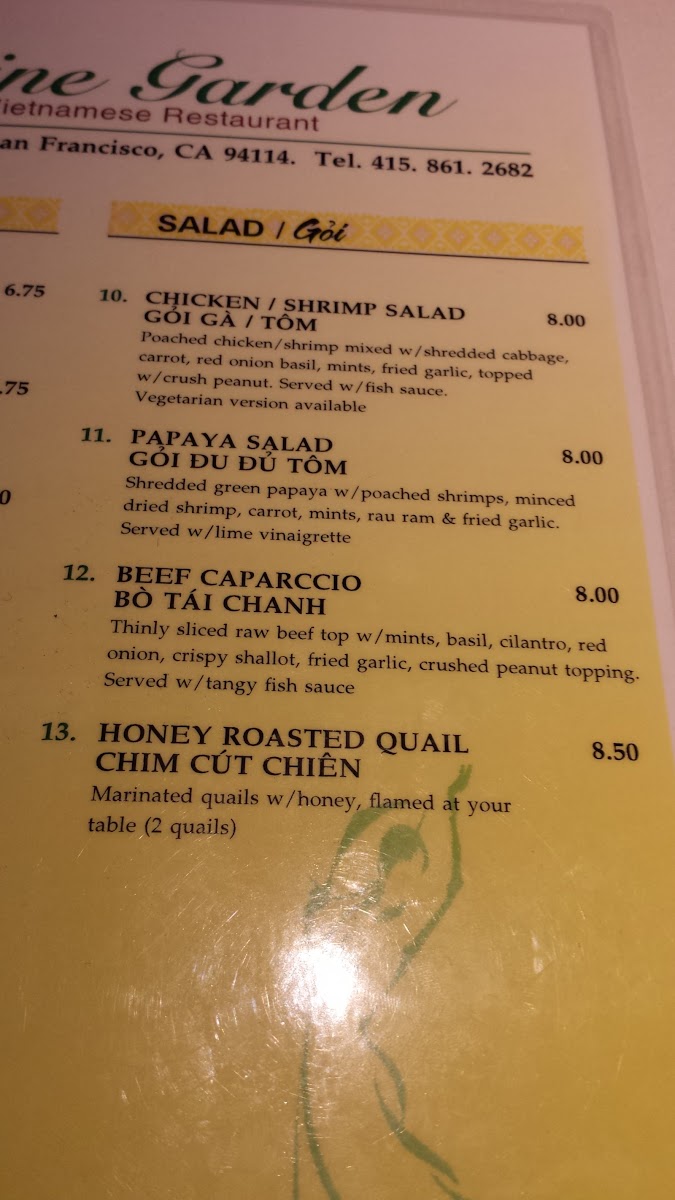 ine Garden
Vietnamese Restaurant
an Francisco, CA 94114. Tel. 415. 861. 2682
SALAD / Gỏi
6.75
.75
0
10. CHICKEN / SHRIMP SALAD 8.00
GỎI GÀ / TÔM
Poached chicken/shrimp mixed w/shredded cabbage,
carrot, red onion basil, mints, fried garlic, topped
w/crush peanut. Served w/fish sauce.
Vegetarian version available
11. PAPAYA SALAD 8.00
GỎI ĐU ĐỦ TÔM
Shredded green papaya w/poached shrimps, minced
dried shrimp, carrot, mints, rau ram & fried garlic.
Served w/lime vinaigrette
12. BEEF CAPARCCIO 8.00
BÒ TÁI CHANH
Thinly sliced raw beef top w/mints, basil, cilantro, red
onion, crispy shallot, fried garlic, crushed peanut topping.
Served w/tangy fish sauce
13. HONEY ROASTED QUAIL 8.50
CHIM CÚT CHIÊN
Marinated quails w/honey, flamed at your
table (2 quails)